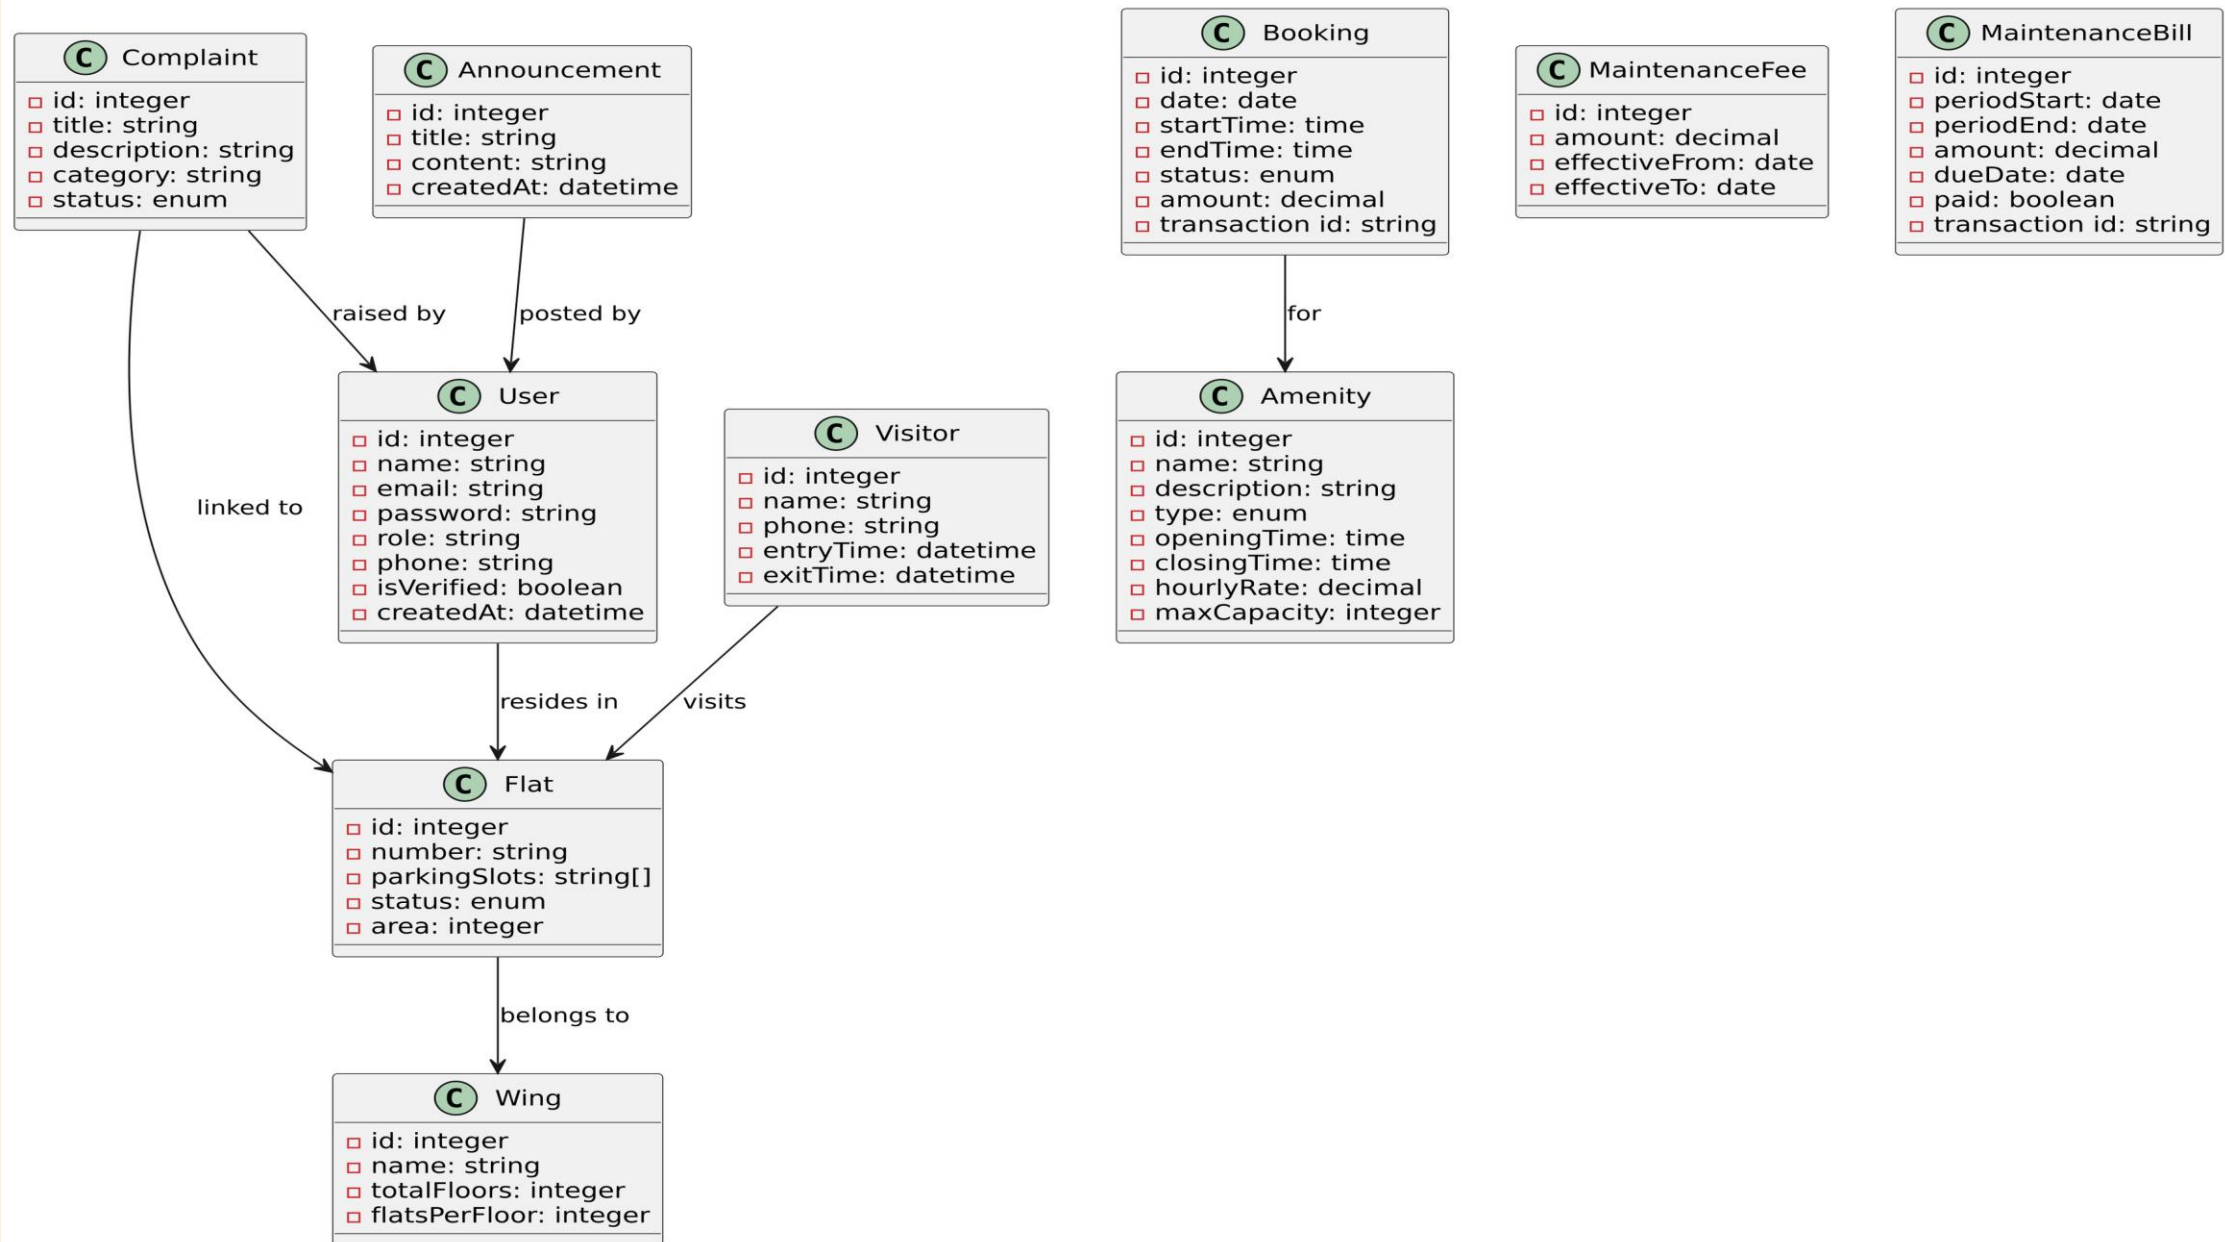 C Complaint
id: integer
title: string
description: string
category: string
status: enum
C Announcement
id: integer
title: string
content: string
createdAt: datetime
C Booking
id: integer
date: date
startTime: time
endTime: time
status: enum
amount: decimal
transaction id: string
C MaintenanceFee
id: integer
amount: decimal
effectiveFrom: date
effectiveTo: date
C MaintenanceBill
id: integer
periodStart: date
periodEnd: date
amount: decimal
dueDate: date
paid: boolean
transaction id: string
raised by
posted by
for
linked to
C User
id: integer
name: string
email: string
password: string
role: string
phone: string
isVerified: boolean
createdAt: datetime
C Visitor
id: integer
name: string
phone: string
entryTime: datetime
exitTime: datetime
C Amenity
id: integer
name: string
description: string
type: enum
openingTime: time
closingTime: time
hourlyRate: decimal
maxCapacity: integer
resides in
visits
C Flat
id: integer
number: string
parkingSlots: string[]
status: enum
area: integer
belongs to
C Wing
id: integer
name: string
totalFloors: integer
flatsPerFloor: integer